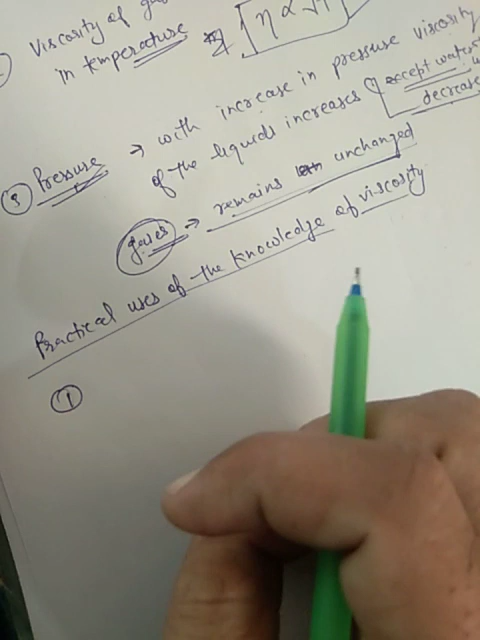 Viscosity of
in temperature η α √T
③ Pressure → with increase in pressure viscosity
of the liquids increases except water
decrease
gases → remains unchanged
Practical uses of the knowledge of viscosity
①